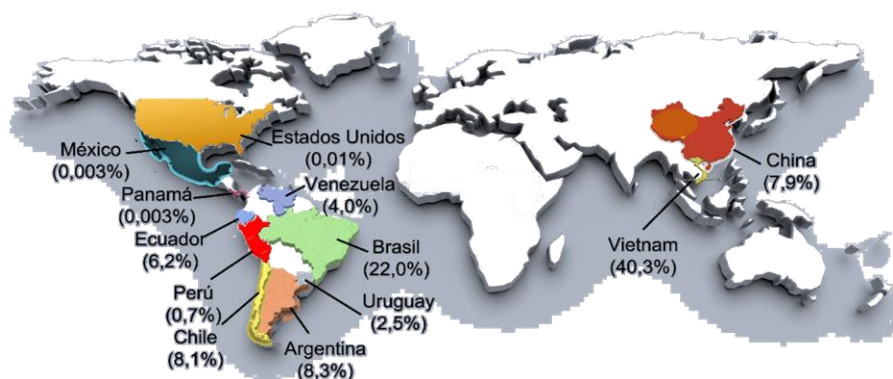 México
(0,003%)
Panamá
(0,003%)
Ecuador
(6,2%)
Perú
(0,7%)
Chile
(8,1%)
Estados Unidos
(0,01%)
Venezuela
(4,0%)
Brasil
(22,0%)
Uruguay
(2,5%)
Argentina
(8,3%)
China
(7,9%)
Vietnam
(40,3%)